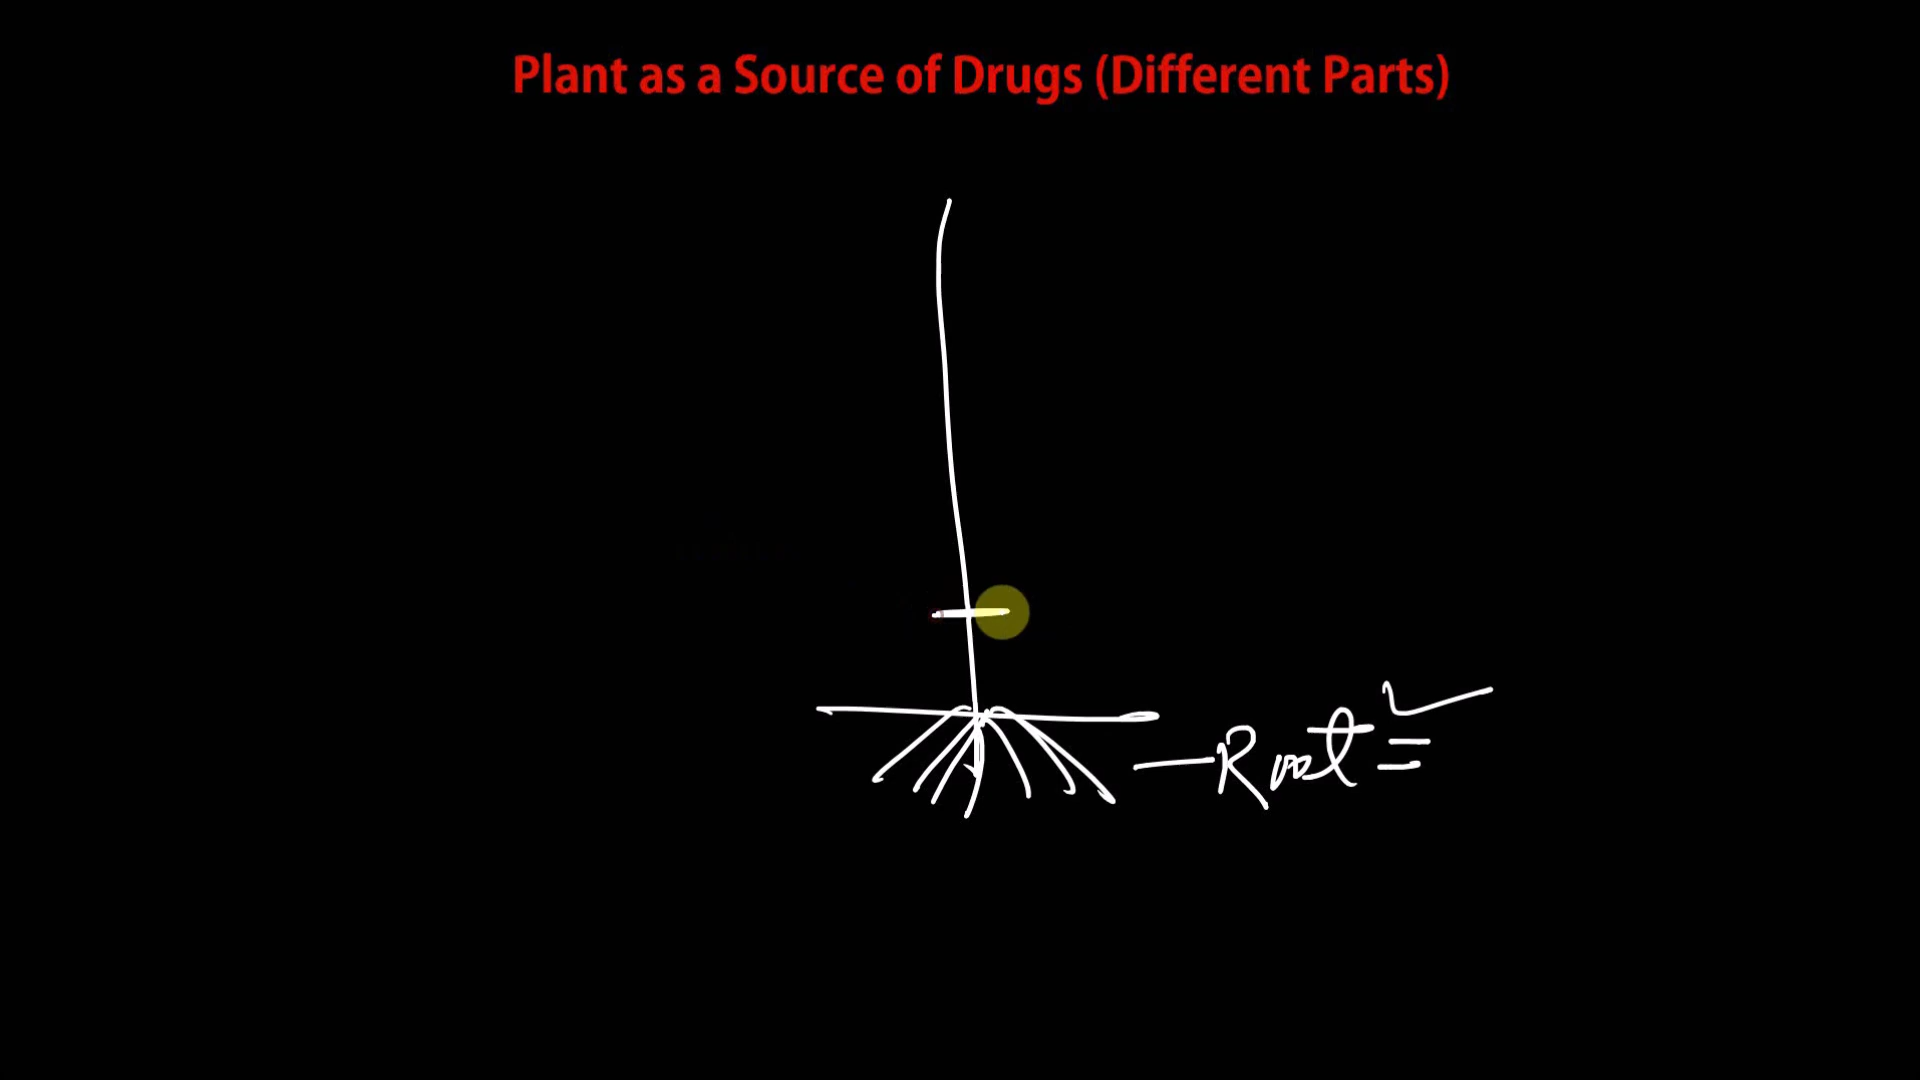 Plant as a Source of Drugs (Different Parts)
Root =